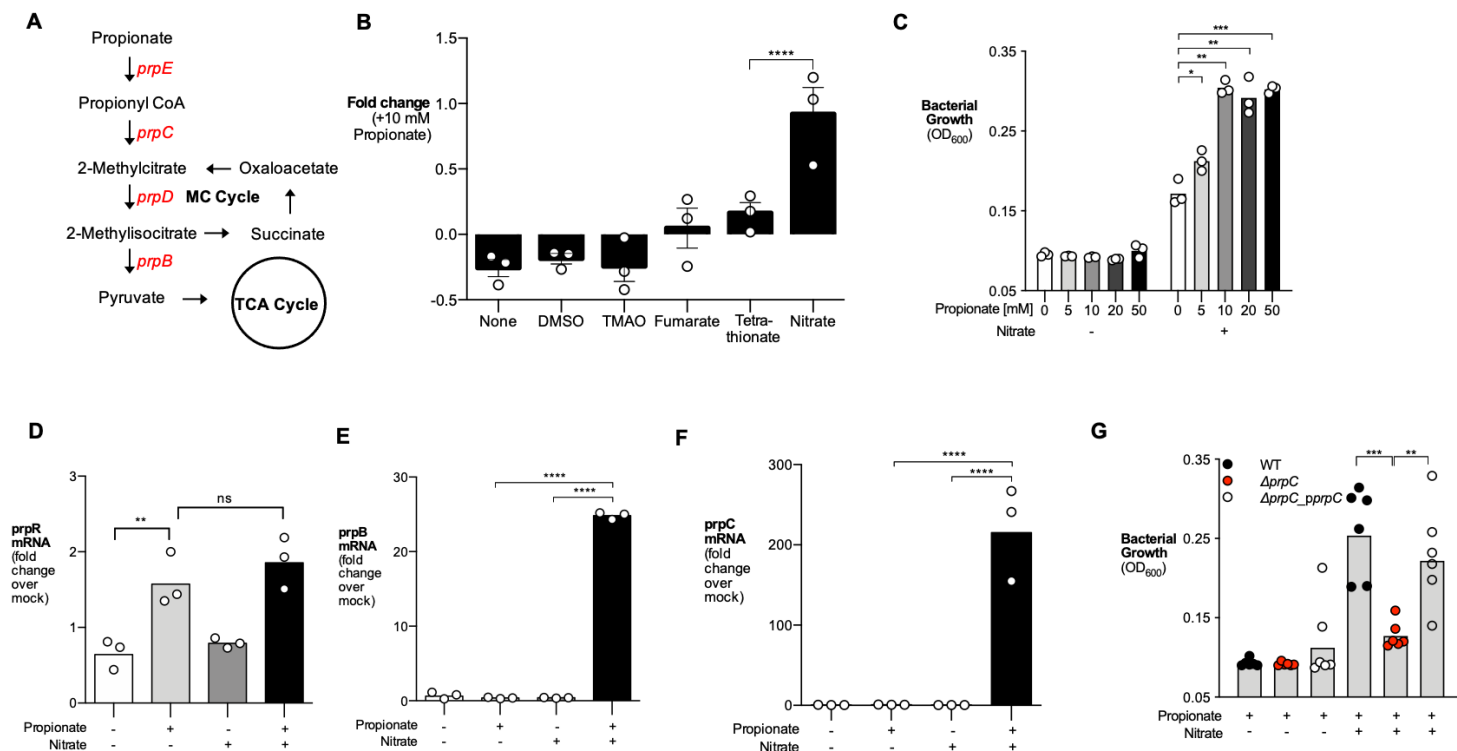 A
Propionate
prpE
Propionyl CoA
prpC
2-Methylcitrate
Oxaloacetate
prpD
MC Cycle
2-Methylisocitrate
Succinate
prpB
Pyruvate
TCA Cycle
B
Fold change
(+10 mM
Propionate)
1.5
1.0
0.5
0.0
-0.5
****
None
DMSO
TMAO
Fumarate
Tetra-
thionate
Nitrate
C
Bacterial
Growth
(OD600)
0.35
0.25
0.15
0.05
***
**
**
*
Propionate [mM] 0 5 10 20 50 0 5 10 20 50
Nitrate - +
D
prpR
mRNA
(fold
change
over
mock)
3
2
1
0
**
ns
Propionate - + - +
Nitrate - - + +
E
prpB
mRNA
(fold
change
over
mock)
30
20
10
0
****
****
Propionate - + - +
Nitrate - - + +
F
prpC
mRNA
(fold
change over
mock)
300
200
100
0
****
****
Propionate - + - +
Nitrate - - + +
G
WT
ΔprpC
ΔprpC_pprpC
Bacterial
Growth
(OD600)
0.35
0.25
0.15
0.05
***
**
Propionate + + + + + +
Nitrate - - - + + +